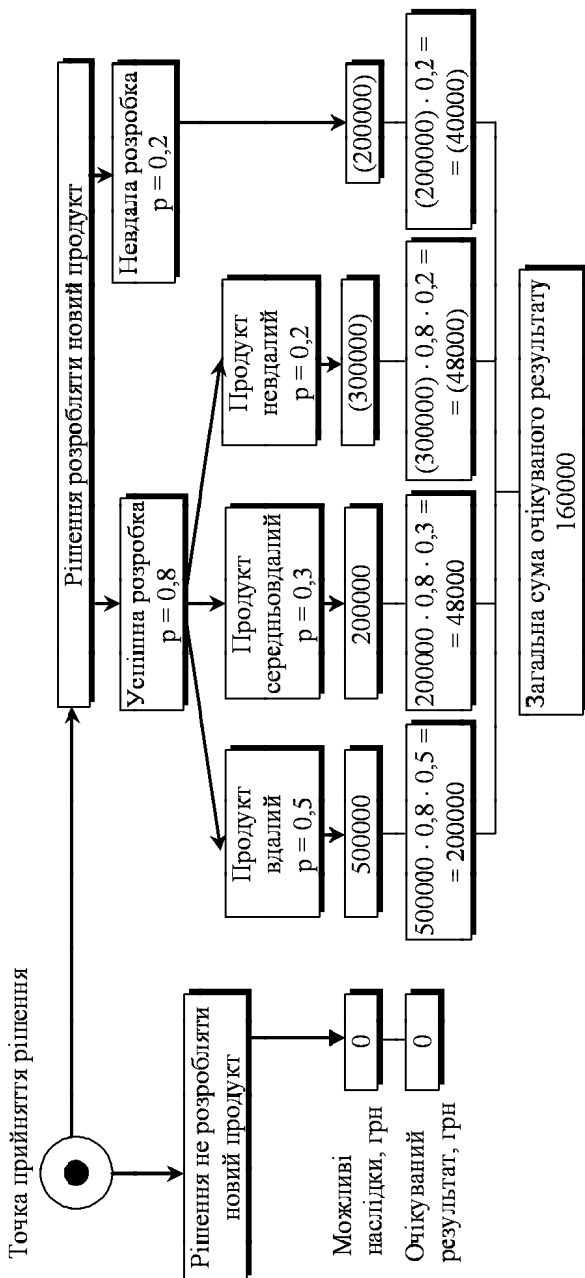 Точка прийняття рішення
Рішення розробляти новий продукт
Рішення не розробляти
новий продукт
Успішна розробка
р = 0,8
Невдала розробка
р = 0,2
Продукт
вдалий
р = 0,5
Продукт
середньовдалий
р = 0,3
Продукт
невдалий
р = 0,2
Можливі
наслідки, грн
0
500000
200000
(300000)
(200000)
Очікуваний
результат, грн
0
500000 · 0,8 · 0,5 =
= 200000
200000 · 0,8 · 0,3 =
= 48000
(300000) · 0,8 · 0,2 =
= (48000)
(200000) · 0,2 =
= (40000)
Загальна сума очікуваного результату
160000